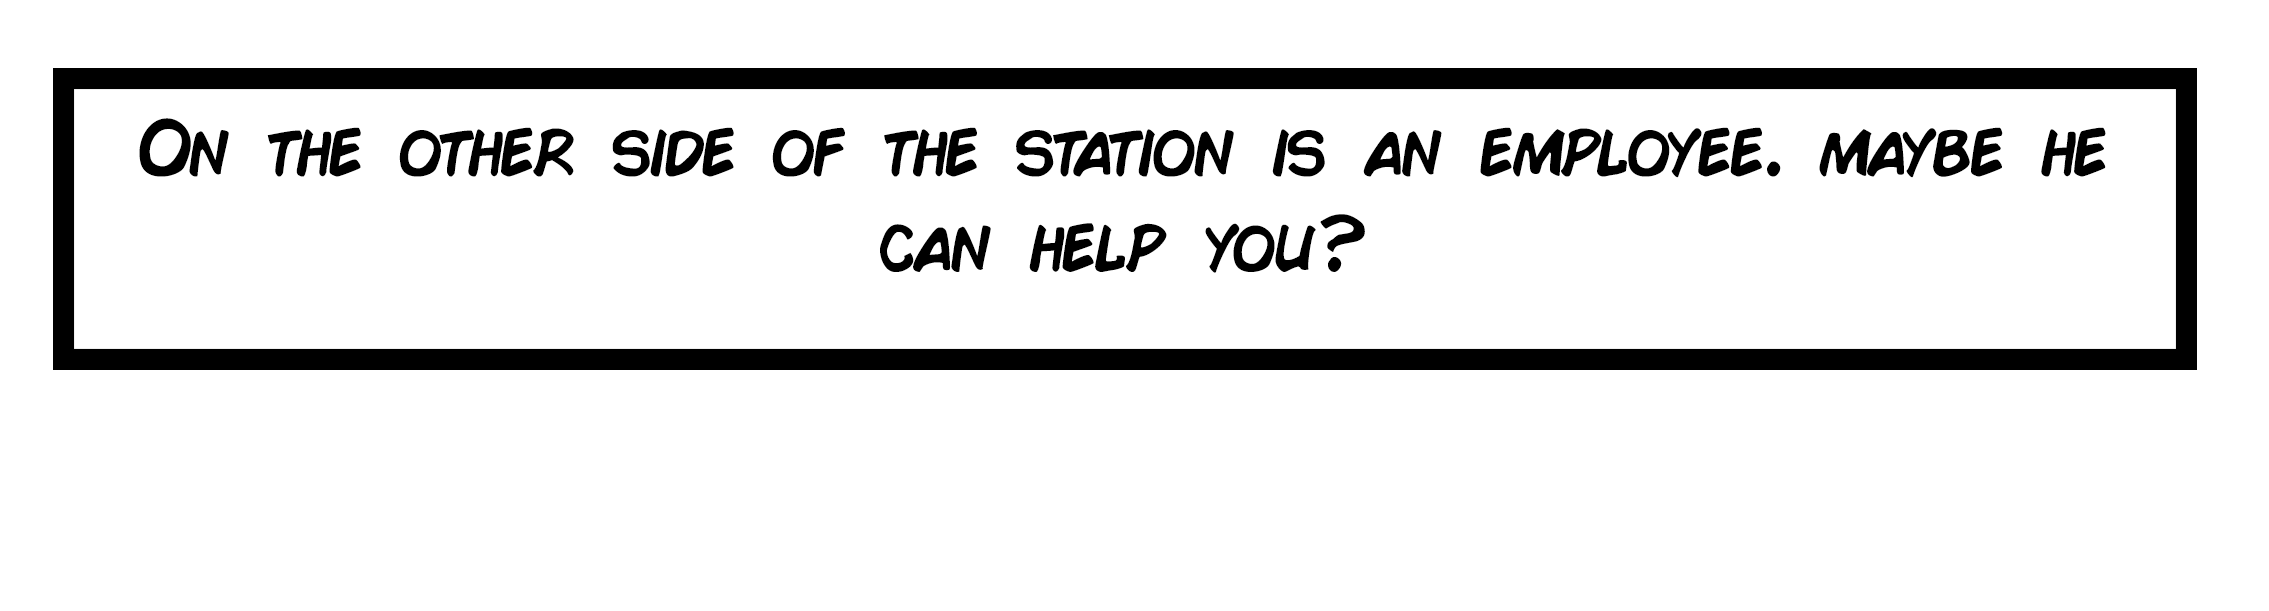 On the other side of the station is an employee. maybe he
can help you?